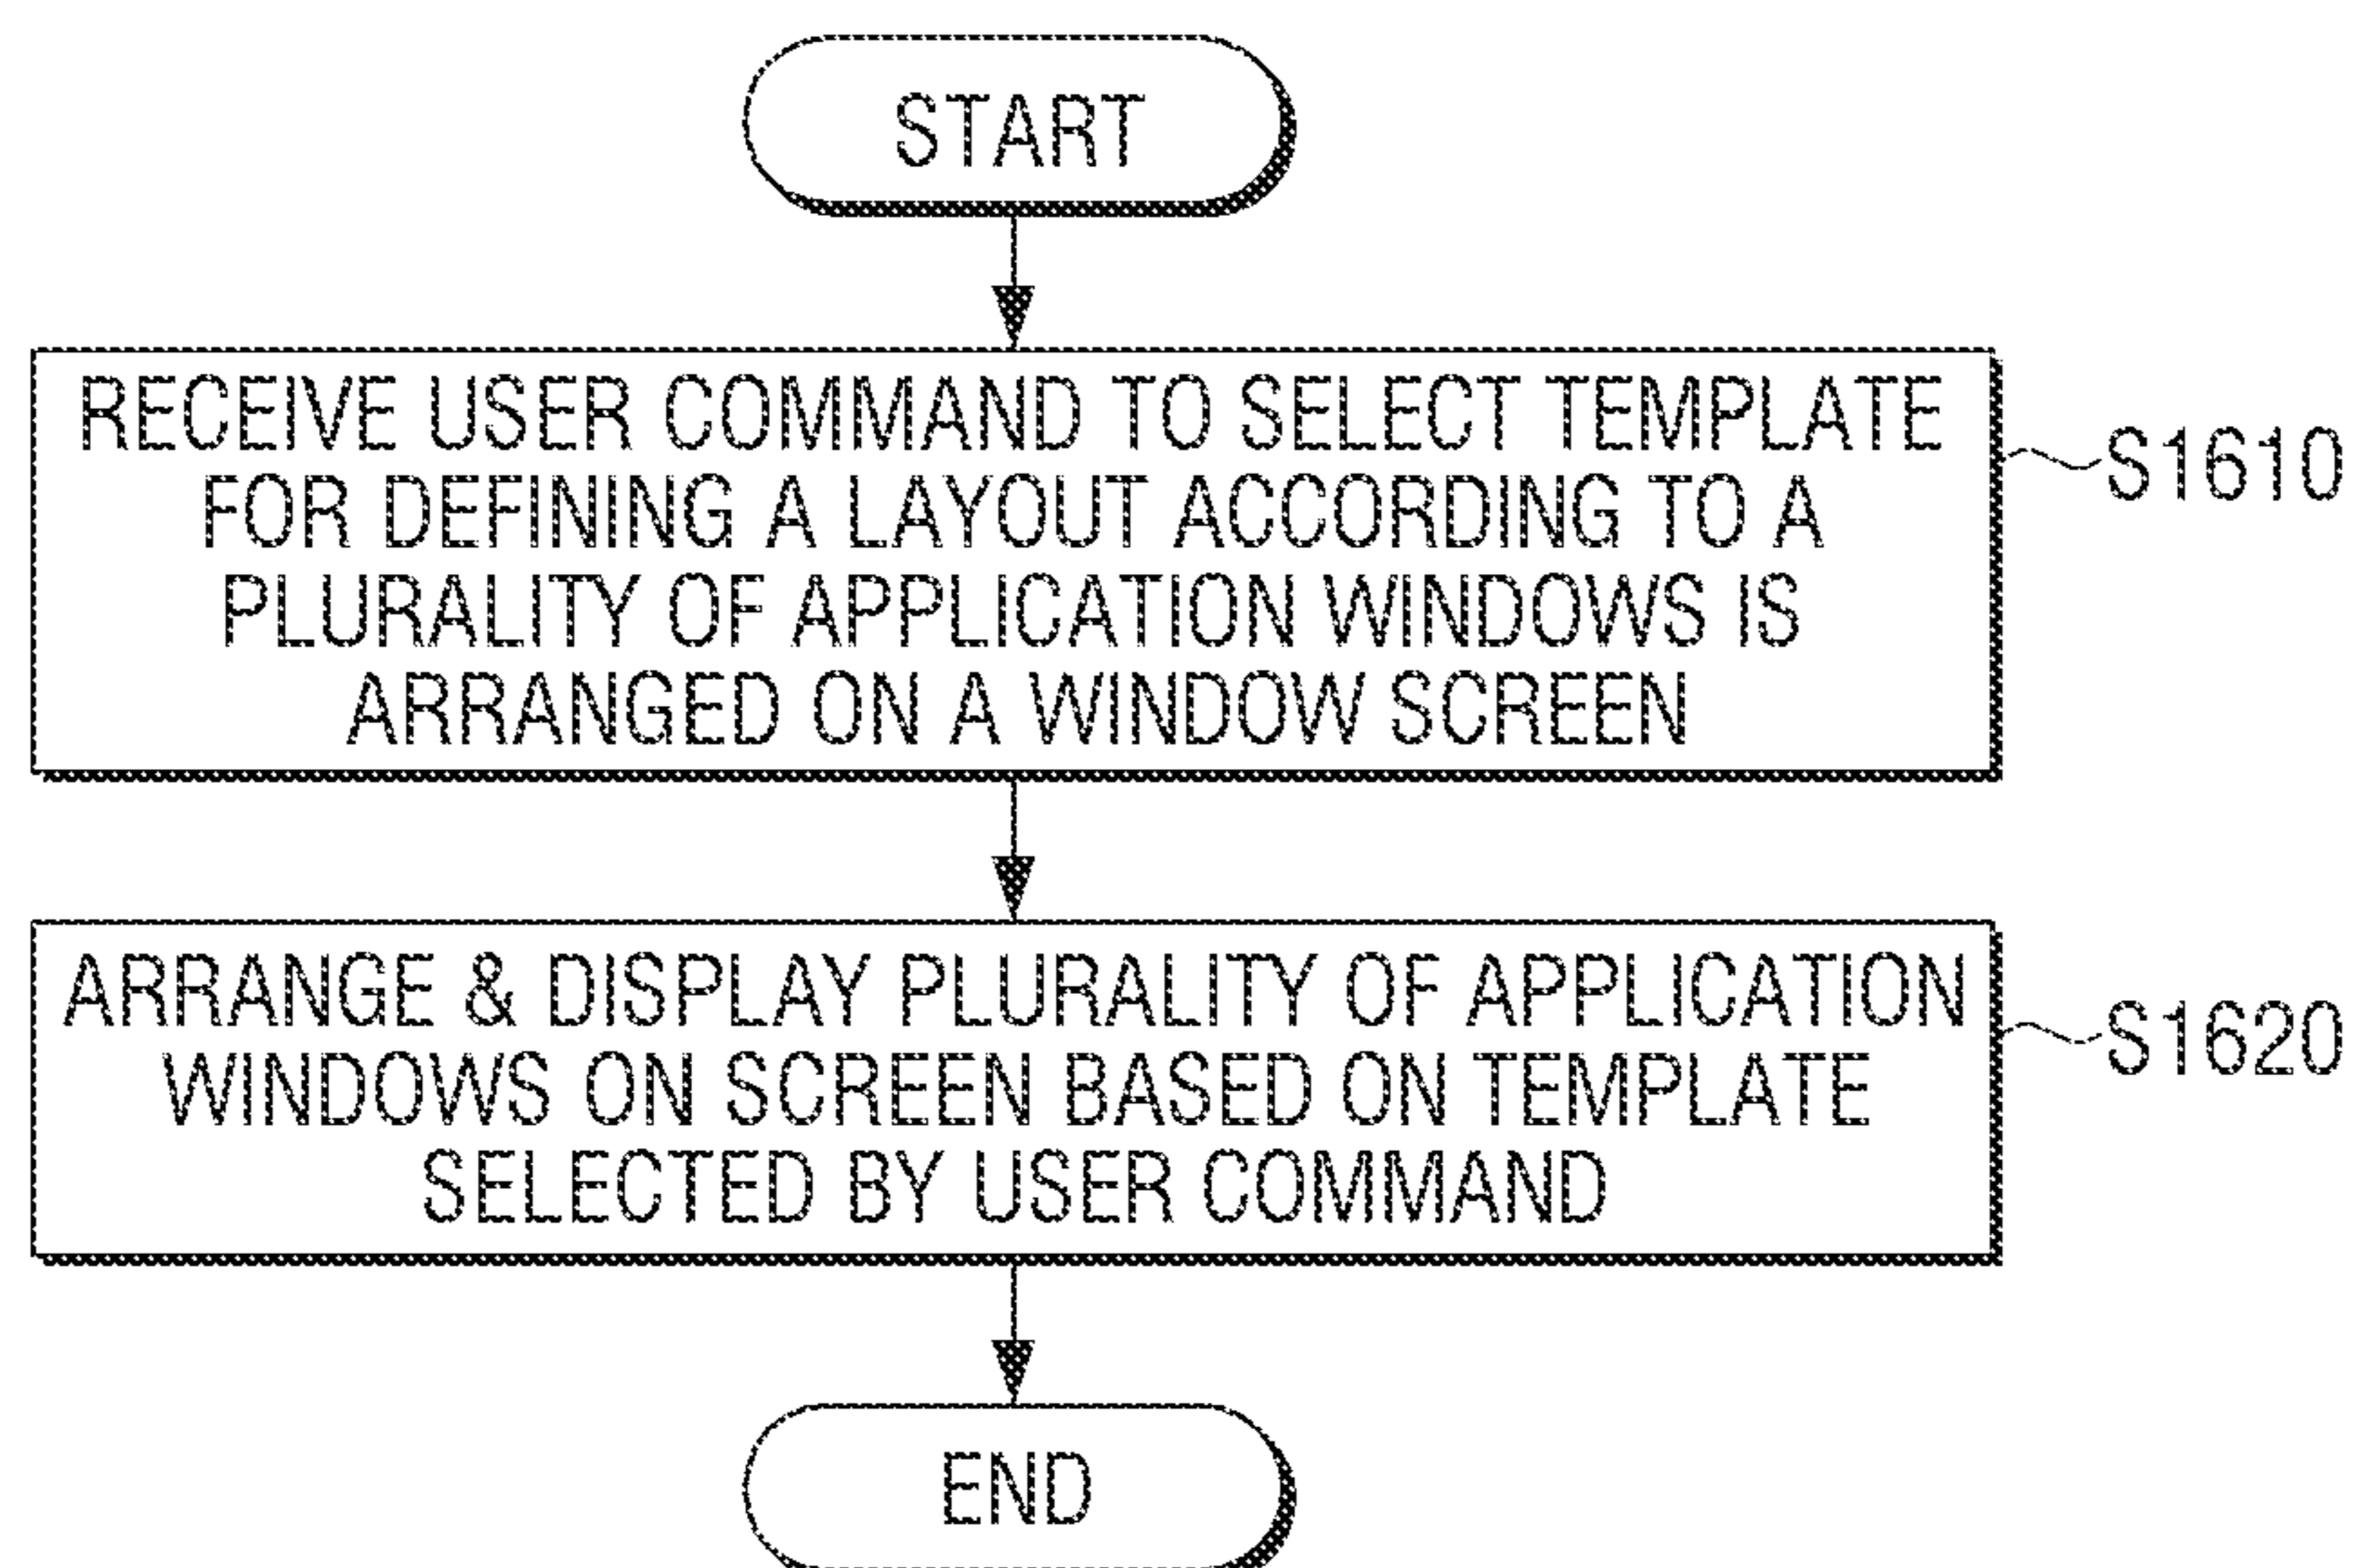 START
RECEIVE USER COMMAND TO SELECT TEMPLATE
FOR DEFINING A LAYOUT ACCORDING TO A
PLURALITY OF APPLICATION WINDOWS IS
ARRANGED ON A WINDOW SCREEN
S1610
ARRANGE & DISPLAY PLURALITY OF APPLICATION
WINDOWS ON SCREEN BASED ON TEMPLATE
SELECTED BY USER COMMAND
S1620
END